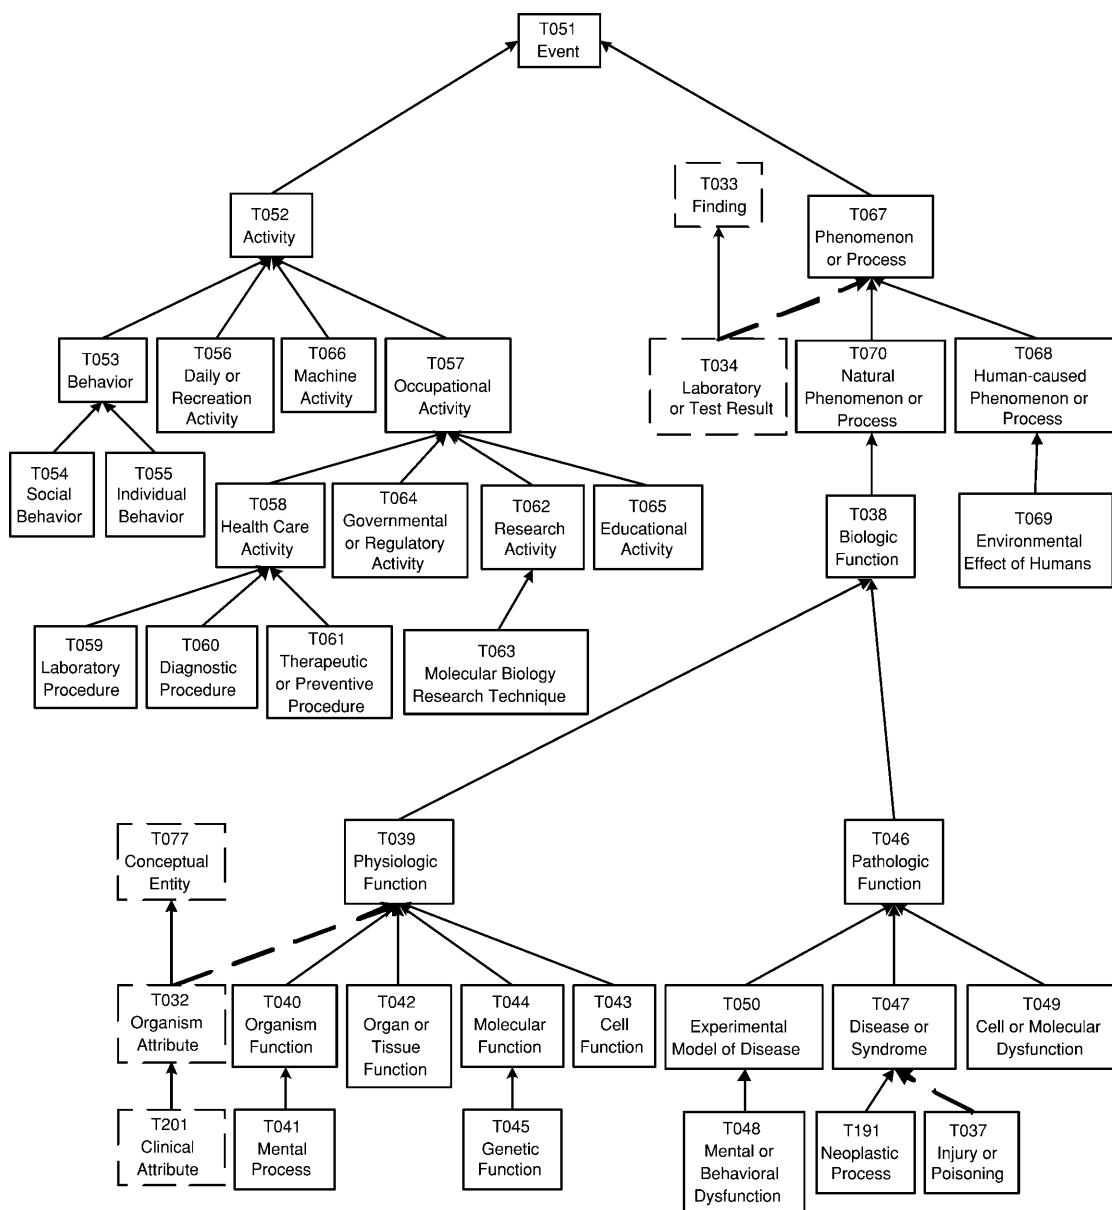 T051
Event
T033
Finding
T052
Activity
T067
Phenomenon
or Process
T053
Behavior
T056
Daily or
Recreation
Activity
T066
Machine
Activity
T057
Occupational
Activity
T034
Laboratory
or Test Result
T070
Natural
Phenomenon or
Process
T068
Human-caused
Phenomenon or
Process
T054
Social
Behavior
T055
Individual
Behavior
T058
Health Care
Activity
T064
Governmental
or Regulatory
Activity
T062
Research
Activity
T065
Educational
Activity
T038
Biologic
Function
T069
Environmental
Effect of Humans
T059
Laboratory
Procedure
T060
Diagnostic
Procedure
T061
Therapeutic
or Preventive
Procedure
T063
Molecular Biology
Research Technique
T077
Conceptual
Entity
T039
Physiologic
Function
T046
Pathologic
Function
T032
Organism
Attribute
T040
Organism
Function
T042
Organ or
Tissue
Function
T044
Molecular
Function
T043
Cell
Function
T050
Experimental
Model of Disease
T047
Disease or
Syndrome
T049
Cell or Molecular
Dysfunction
T201
Clinical
Attribute
T041
Mental
Process
T045
Genetic
Function
T048
Mental or
Behavioral
Dysfunction
T191
Neoplastic
Process
T037
Injury or
Poisoning